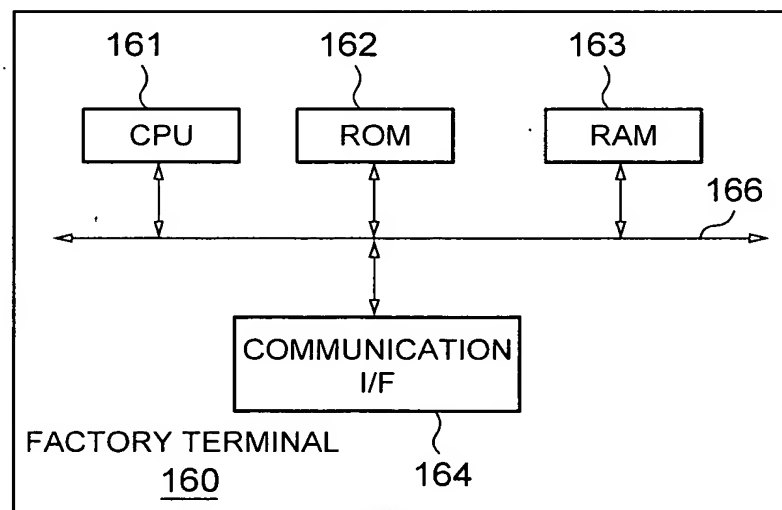 161
162
163
CPU
ROM
RAM
166
COMMUNICATION
I/F
FACTORY TERMINAL
160
164